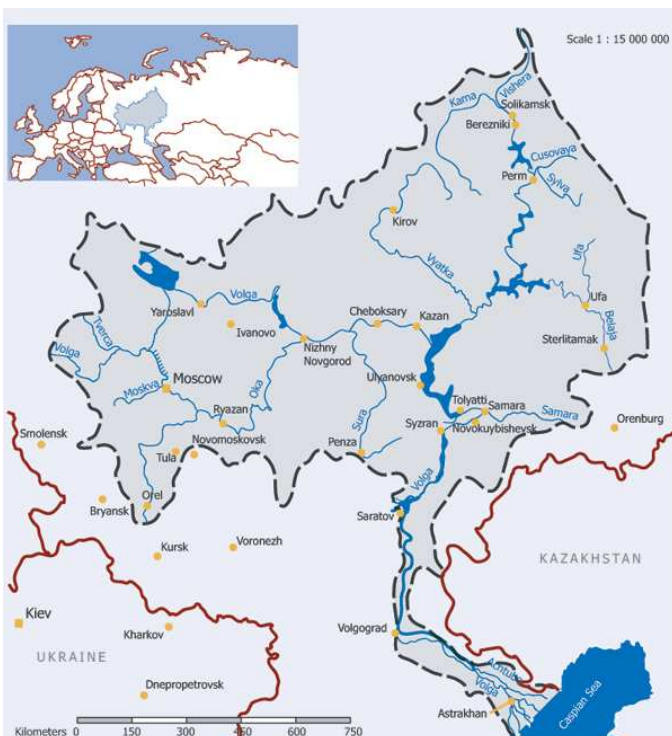 Scale 1 : 15 000 000
Vishera
Kama
Solikamsk
Berezniki
Cusovaya
Perm
Sylva
Kirov
Vyatka
Ufa
Volga
Yaroslavl
Cheboksary
Kazan
Ufa
Tverca
Ivanovo
Belaja
Volga
Nizhny
Novgorod
Sterlitamak
Moskva
Moscow
Oka
Ulyanovsk
Tolyatti
Samara
Samara
Ryazan
Sura
Syzran
Novokuybishevsk
Orenburg
Smolensk
Novomoskovsk
Tula
Penza
Volga
Bryansk
Orel
Saratov
Kursk
Voronezh
KAZAKHSTAN
Kiev
Kharkov
Volgograd
UKRAINE
Achtuba
Volga
Dnepropetrovsk
Astrakhan
Caspian Sea
Kilometers
0
150
300
450
600
750